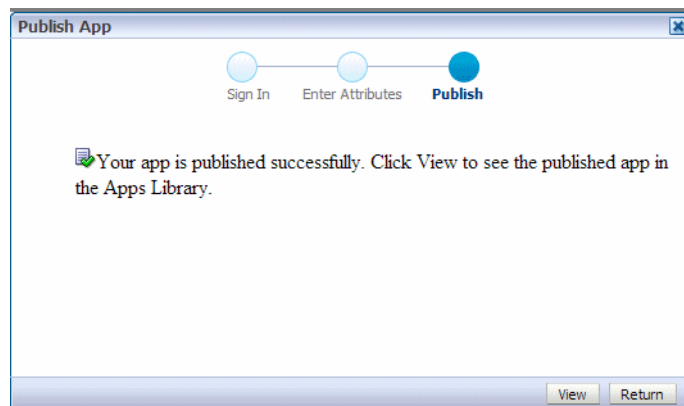 Publish App
Sign In Enter Attributes Publish
Your app is published successfully. Click View to see the published app in
the Apps Library.
View Return